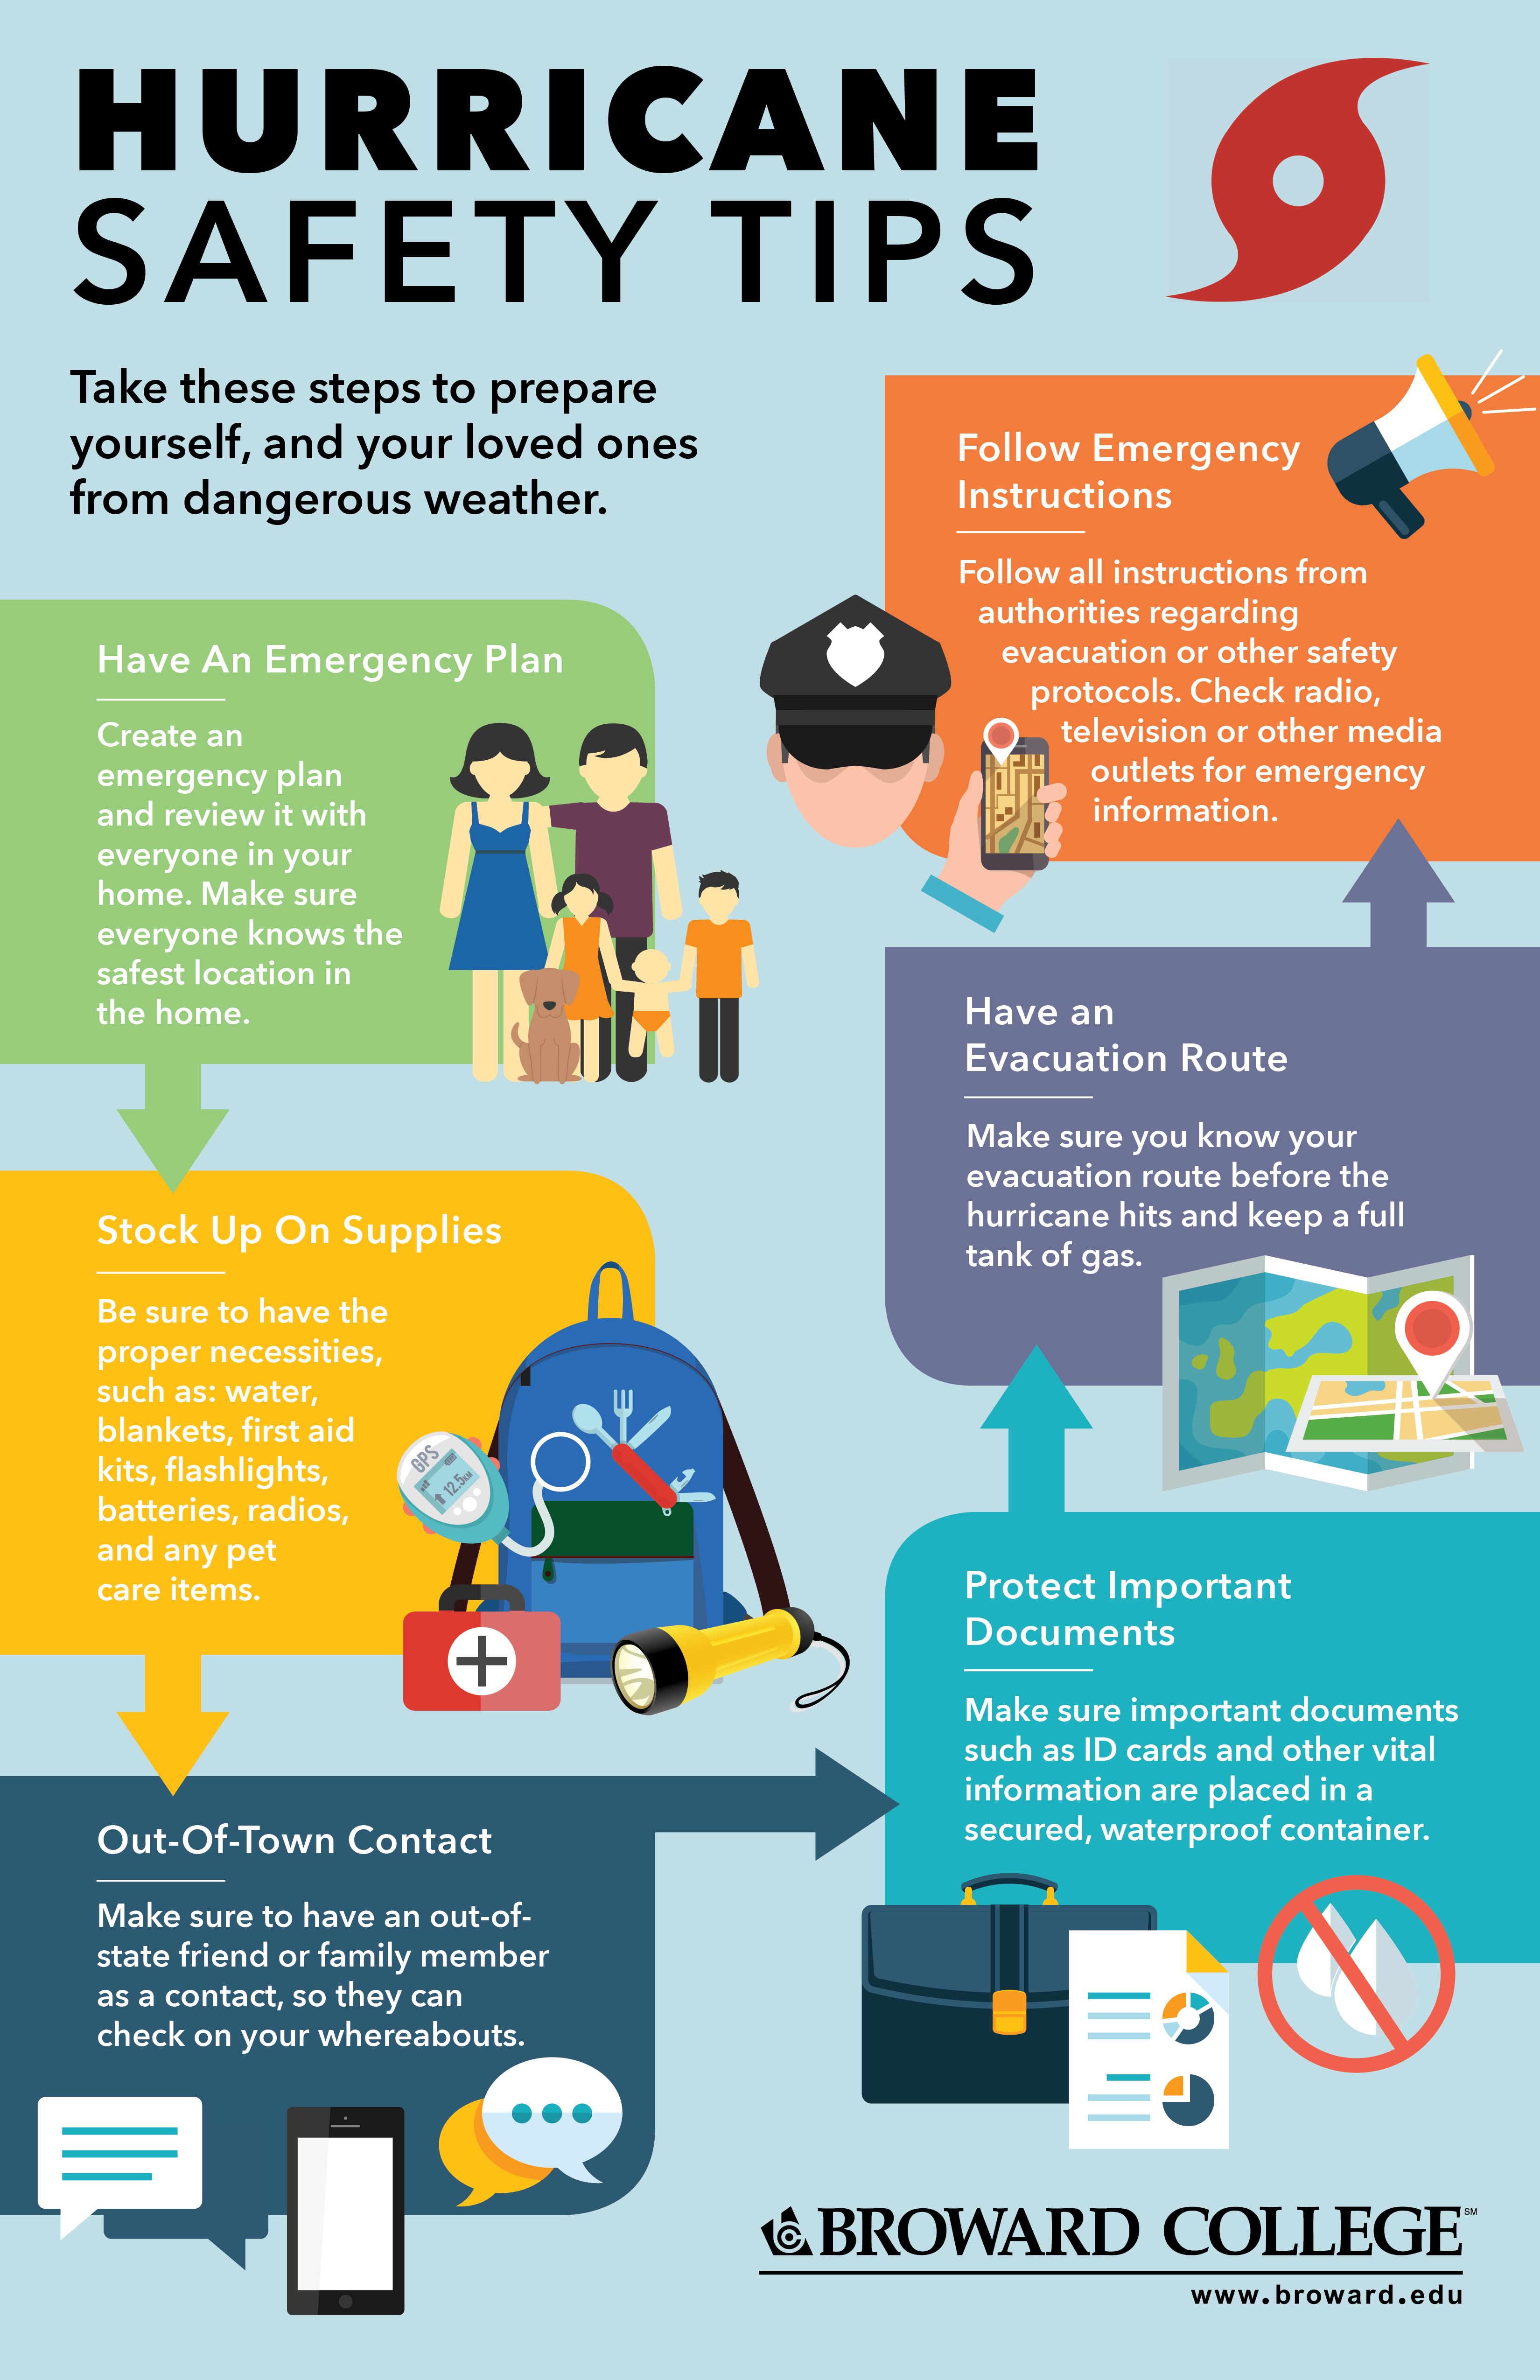 HURRICANE
SAFETY TIPS
Take these steps to prepare
yourself, and your loved ones
from dangerous weather.
Have An Emergency Plan
Create an
emergency plan
and review it with
everyone in your
home. Make sure
everyone knows the
safest location in
the home.
Stock Up On Supplies
Be sure to have the
proper necessities,
such as: water,
blankets, first aid
kits, flashlights,
batteries, radios,
and any pet
care items.
GPS
12.5KM
Out-Of-Town Contact
Make sure to have an out-of-
state friend or family member
as a contact, so they can
check on your whereabouts.
Protect Important
Documents
Make sure important documents
such as ID cards and other vital
information are placed in a
secured, waterproof container.
Have an
Evacuation Route
Make sure you know your
evacuation route before the
hurricane hits and keep a full
tank of gas.
Follow Emergency
Instructions
Follow all instructions from
authorities regarding
evacuation or other safety
protocols. Check radio,
television or other media
outlets for emergency
information.
BROWARD COLLEGE SM
www.broward.edu